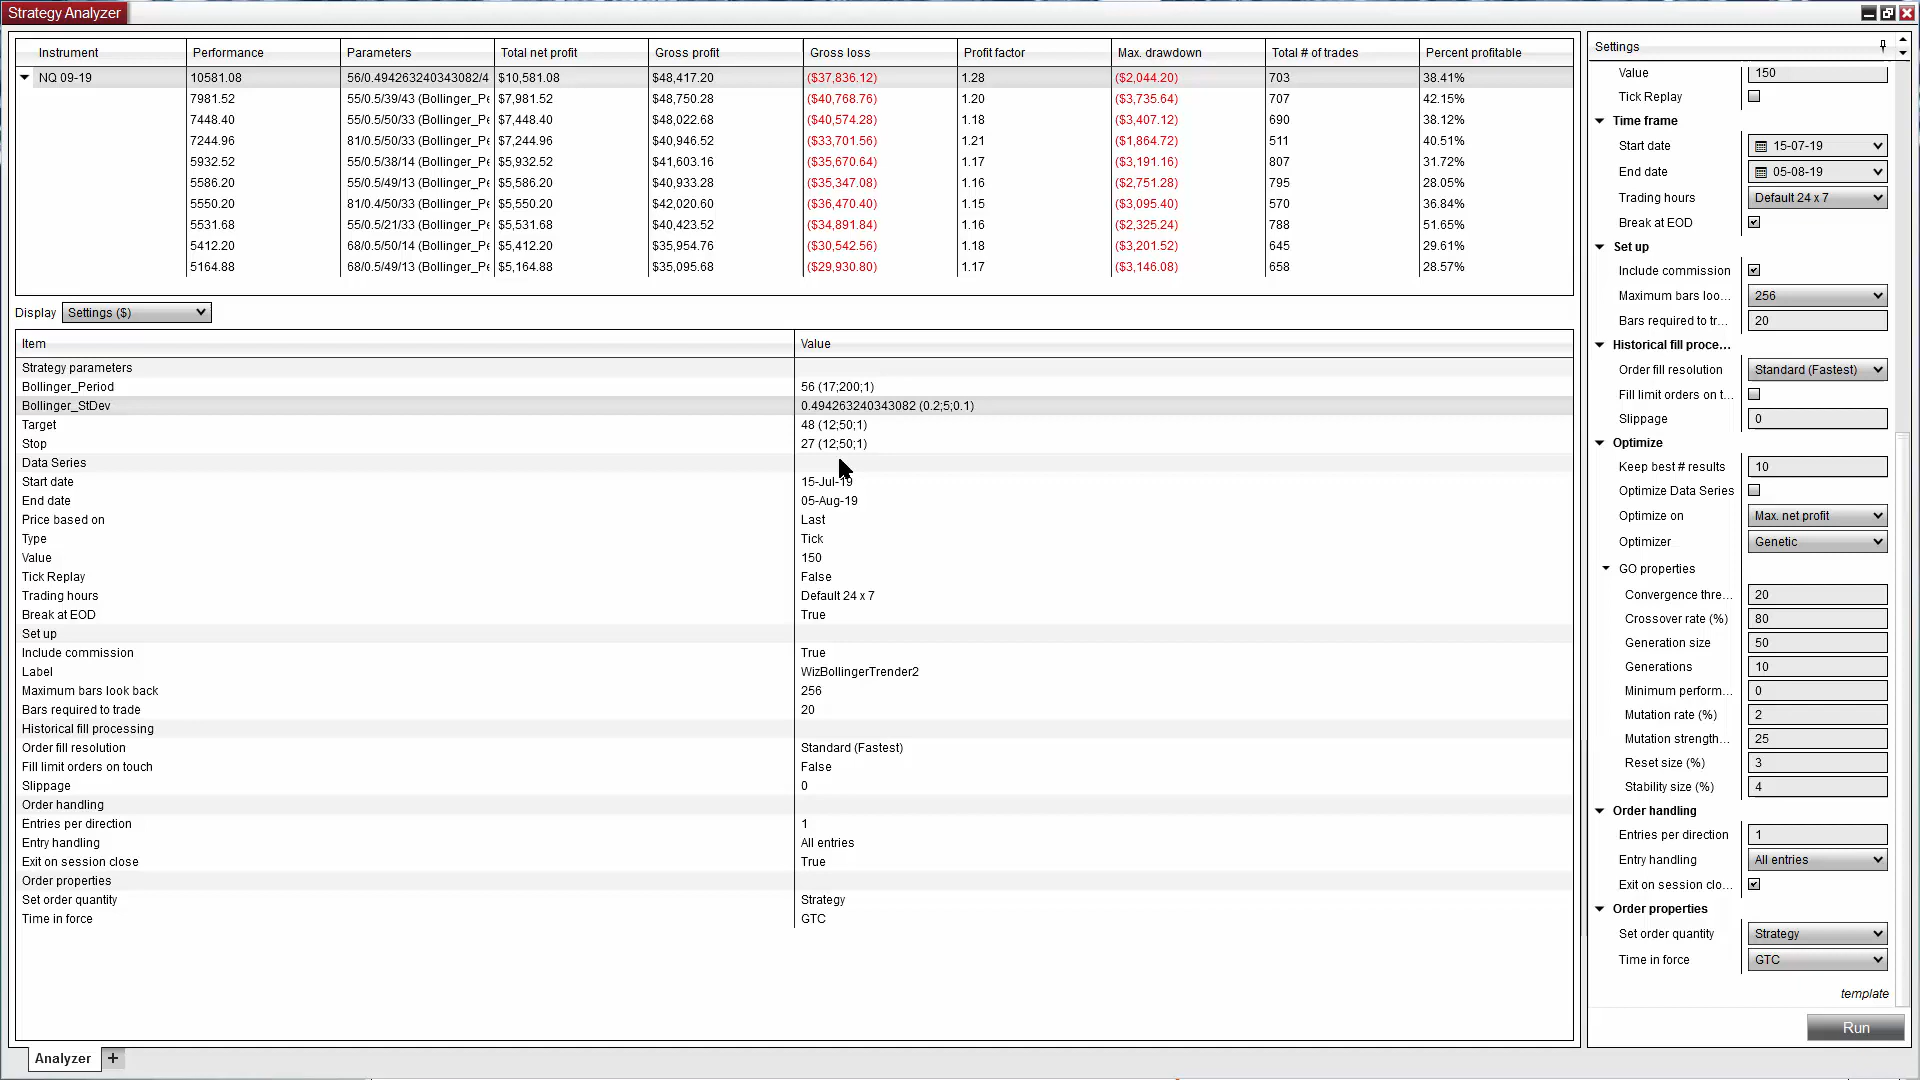 Strategy Analyzer
Instrument Performance Parameters Total net profit Gross profit Gross loss Profit factor Max. drawdown Total # of trades Percent profitable
NQ 09-19 10581.08 56/0.494263240343082/4 $10,581.08 $48,417.20 ($37,836.12) 1.28 ($2,044.20) 703 38.41%
7981.52 55/0.5/39/43 (Bollinger_Pe $7,981.52 $48,750.28 ($40,768.76) 1.20 ($3,735.64) 707 42.15%
7448.40 55/0.5/50/33 (Bollinger_Pe $7,448.40 $48,022.68 ($40,574.28) 1.18 ($3,407.12) 690 38.12%
7244.96 81/0.5/50/33 (Bollinger_Pe $7,244.96 $40,946.52 ($33,701.56) 1.21 ($1,864.72) 511 40.51%
5932.52 55/0.5/38/14 (Bollinger_Pe $5,932.52 $41,603.16 ($35,670.64) 1.17 ($3,191.16) 807 31.72%
5586.20 55/0.5/49/13 (Bollinger_Pe $5,586.20 $40,933.28 ($35,347.08) 1.16 ($2,751.28) 795 28.05%
5550.20 81/0.4/50/33 (Bollinger_Pe $5,550.20 $42,020.60 ($36,470.40) 1.15 ($3,095.40) 570 36.84%
5531.68 55/0.5/21/33 (Bollinger_Pe $5,531.68 $40,423.52 ($34,891.84) 1.16 ($2,325.24) 788 51.65%
5412.20 68/0.5/50/14 (Bollinger_Pe $5,412.20 $35,954.76 ($30,542.56) 1.18 ($3,201.52) 645 29.61%
5164.88 68/0.5/49/13 (Bollinger_Pe $5,164.88 $35,095.68 ($29,930.80) 1.17 ($3,146.08) 658 28.57%
Display Settings ($)
Item Value
Strategy parameters
Bollinger_Period 56 (17;200;1)
Bollinger_StDev 0.494263240343082 (0.2;5;0.1)
Target 48 (12;50;1)
Stop 27 (12;50;1)
Data Series
Start date 15-Jul-19
End date 05-Aug-19
Price based on Last
Type Tick
Value 150
Tick Replay False
Trading hours Default 24 x 7
Break at EOD True
Set up
Include commission True
Label WizBollingerTrender2
Maximum bars look back 256
Bars required to trade 20
Historical fill processing
Order fill resolution Standard (Fastest)
Fill limit orders on touch False
Slippage 0
Order handling
Entries per direction 1
Entry handling All entries
Exit on session close True
Order properties
Set order quantity Strategy
Time in force GTC
Analyzer +
Settings
Value 150
Tick Replay
Time frame
Start date 15-07-19
End date 05-08-19
Trading hours Default 24 x 7
Break at EOD
Set up
Include commission
Maximum bars loo... 256
Bars required to tr... 20
Historical fill proce...
Order fill resolution Standard (Fastest)
Fill limit orders on t...
Slippage 0
Optimize
Keep best # results 10
Optimize Data Series
Optimize on Max. net profit
Optimizer Genetic
GO properties
Convergence thre... 20
Crossover rate (%) 80
Generation size 50
Generations 10
Minimum perform... 0
Mutation rate (%) 2
Mutation strength... 25
Reset size (%) 3
Stability size (%) 4
Order handling
Entries per direction 1
Entry handling All entries
Exit on session clo...
Order properties
Set order quantity Strategy
Time in force GTC
template
Run